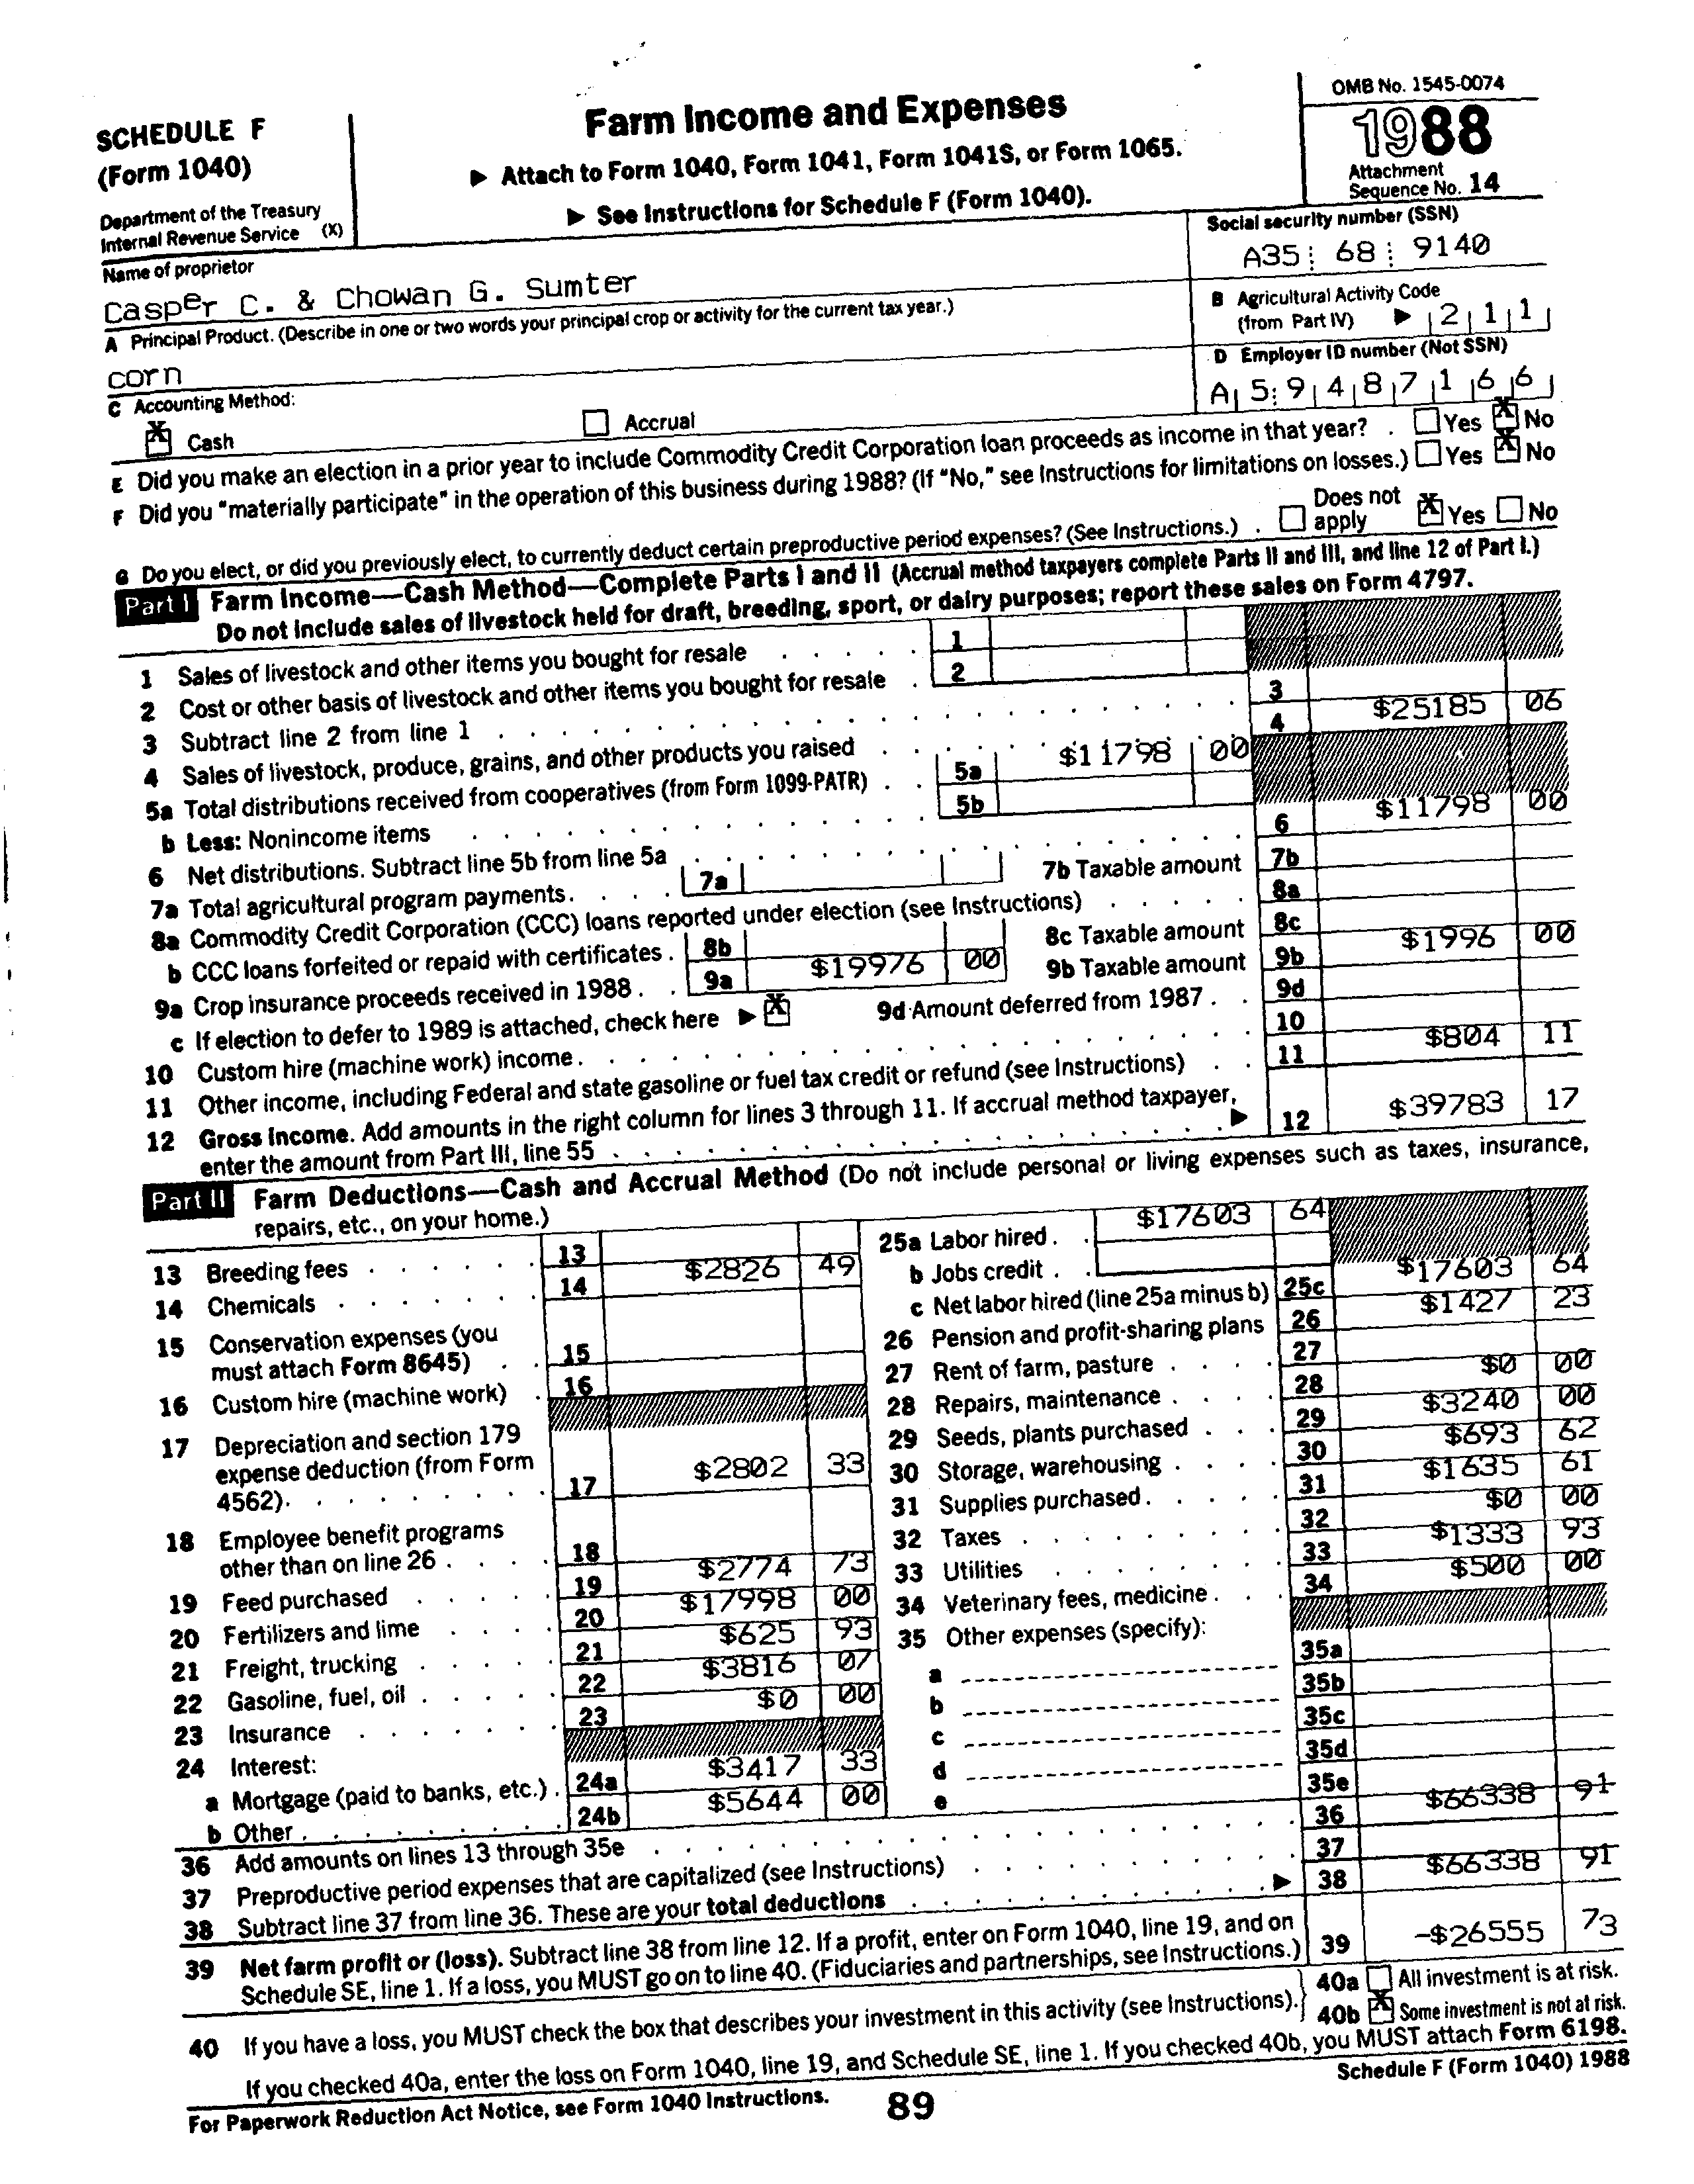 SCHEDULE F
(Form 1040)
Department of the Treasury
Internal Revenue Service (X)
Farm Income and Expenses
▶ Attach to Form 1040, Form 1041, Form 1041S, or Form 1065.
▶ See Instructions for Schedule F (Form 1040).
OMB No. 1545-0074
1988
Attachment
Sequence No. 14
Name of proprietor
Casper C. & Chowan G. Sumter
Social security number (SSN)
A35 68 9140
A Principal Product. (Describe in one or two words your principal crop or activity for the current tax year.)
corn
B Agricultural Activity Code
(from Part IV) ▶ 2 1 1
D Employer ID number (Not SSN)
A 5 9 4 8 7 1 6 6
C Accounting Method:
X Cash Accrual
E Did you make an election in a prior year to include Commodity Credit Corporation loan proceeds as income in that year? . Yes X No
F Did you "materially participate" in the operation of this business during 1988? (If "No," see Instructions for limitations on losses.) Yes X No
G Do you elect, or did you previously elect, to currently deduct certain preproductive period expenses? (See Instructions.) . Does not apply X Yes No
Part I Farm Income—Cash Method—Complete Parts I and II (Accrual method taxpayers complete Parts II and III, and line 12 of Part I.)
Do not include sales of livestock held for draft, breeding, sport, or dairy purposes; report these sales on Form 4797.
1 Sales of livestock and other items you bought for resale . . . . . 1
2 Cost or other basis of livestock and other items you bought for resale . 2
3 Subtract line 2 from line 1 . . . . . 3
4 Sales of livestock, produce, grains, and other products you raised . . . . . 4 $25185 06
5a Total distributions received from cooperatives (from Form 1099-PATR) . . 5a $11798 00
b Less: Nonincome items . . . . . 5b
6 Net distributions. Subtract line 5b from line 5a . . . . . 6 $11798 00
7a Total agricultural program payments. . . . 7a 7b Taxable amount 7b
8a Commodity Credit Corporation (CCC) loans reported under election (see Instructions) . . . . . 8a
b CCC loans forfeited or repaid with certificates . 8b 8c Taxable amount 8c
9a Crop insurance proceeds received in 1988 . . 9a $19976 00 9b Taxable amount 9b $1996 00
c If election to defer to 1989 is attached, check here ▶ X 9d Amount deferred from 1987 . . 9d
10 Custom hire (machine work) income . . . . . 10
11 Other income, including Federal and state gasoline or fuel tax credit or refund (see Instructions) . . 11 $804 11
12 Gross Income. Add amounts in the right column for lines 3 through 11. If accrual method taxpayer,
enter the amount from Part III, line 55 . . . . . ▶ 12 $39783 17
Part II Farm Deductions—Cash and Accrual Method (Do not include personal or living expenses such as taxes, insurance,
repairs, etc., on your home.)
13 Breeding fees . . . . . . 13
14 Chemicals . . . . . . . 14 $2826 49
15 Conservation expenses (you
must attach Form 8645) . . 15
16 Custom hire (machine work) . 16
17 Depreciation and section 179
expense deduction (from Form
4562). . . . . . . . . 17 $2802 33
18 Employee benefit programs
other than on line 26 . . . . 18
19 Feed purchased . . . . . 19 $2774 73
20 Fertilizers and lime . . . . 20 $17998 00
21 Freight, trucking . . . . . 21 $625 93
22 Gasoline, fuel, oil . . . . . 22 $3816 07
23 Insurance . . . . . . 23 $0 00
24 Interest:
a Mortgage (paid to banks, etc.) . 24a $3417 33
b Other . . . . . . . . . 24b $5644 00
25a Labor hired . . $17603 64
b Jobs credit . .
c Net labor hired (line 25a minus b) 25c $17603 64
26 Pension and profit-sharing plans 26 $1427 23
27 Rent of farm, pasture . . . . 27
28 Repairs, maintenance . . . . 28 $0 00
29 Seeds, plants purchased . . . 29 $3240 00
30 Storage, warehousing . . . . 30 $693 62
31 Supplies purchased . . . . . 31 $1635 61
32 Taxes . . . . . . . . . 32 $0 00
33 Utilities . . . . . . . 33 $1333 93
34 Veterinary fees, medicine . . . 34 $500 00
35 Other expenses (specify):
a 35a
b 35b
c 35c
d 35d
e 35e
36 Add amounts on lines 13 through 35e . . . . . 36 $66338 91
37 Preproductive period expenses that are capitalized (see Instructions) . . . . . 37
38 Subtract line 37 from line 36. These are your total deductions . . . . . ▶ 38 $66338 91
39 Net farm profit or (loss). Subtract line 38 from line 12. If a profit, enter on Form 1040, line 19, and on
Schedule SE, line 1. If a loss, you MUST go on to line 40. (Fiduciaries and partnerships, see Instructions.) 39 -$26555 73
40 If you have a loss, you MUST check the box that describes your investment in this activity (see Instructions).
40a All investment is at risk.
40b X Some investment is not at risk.
If you checked 40a, enter the loss on Form 1040, line 19, and Schedule SE, line 1. If you checked 40b, you MUST attach Form 6198.
For Paperwork Reduction Act Notice, see Form 1040 Instructions. 89 Schedule F (Form 1040) 1988